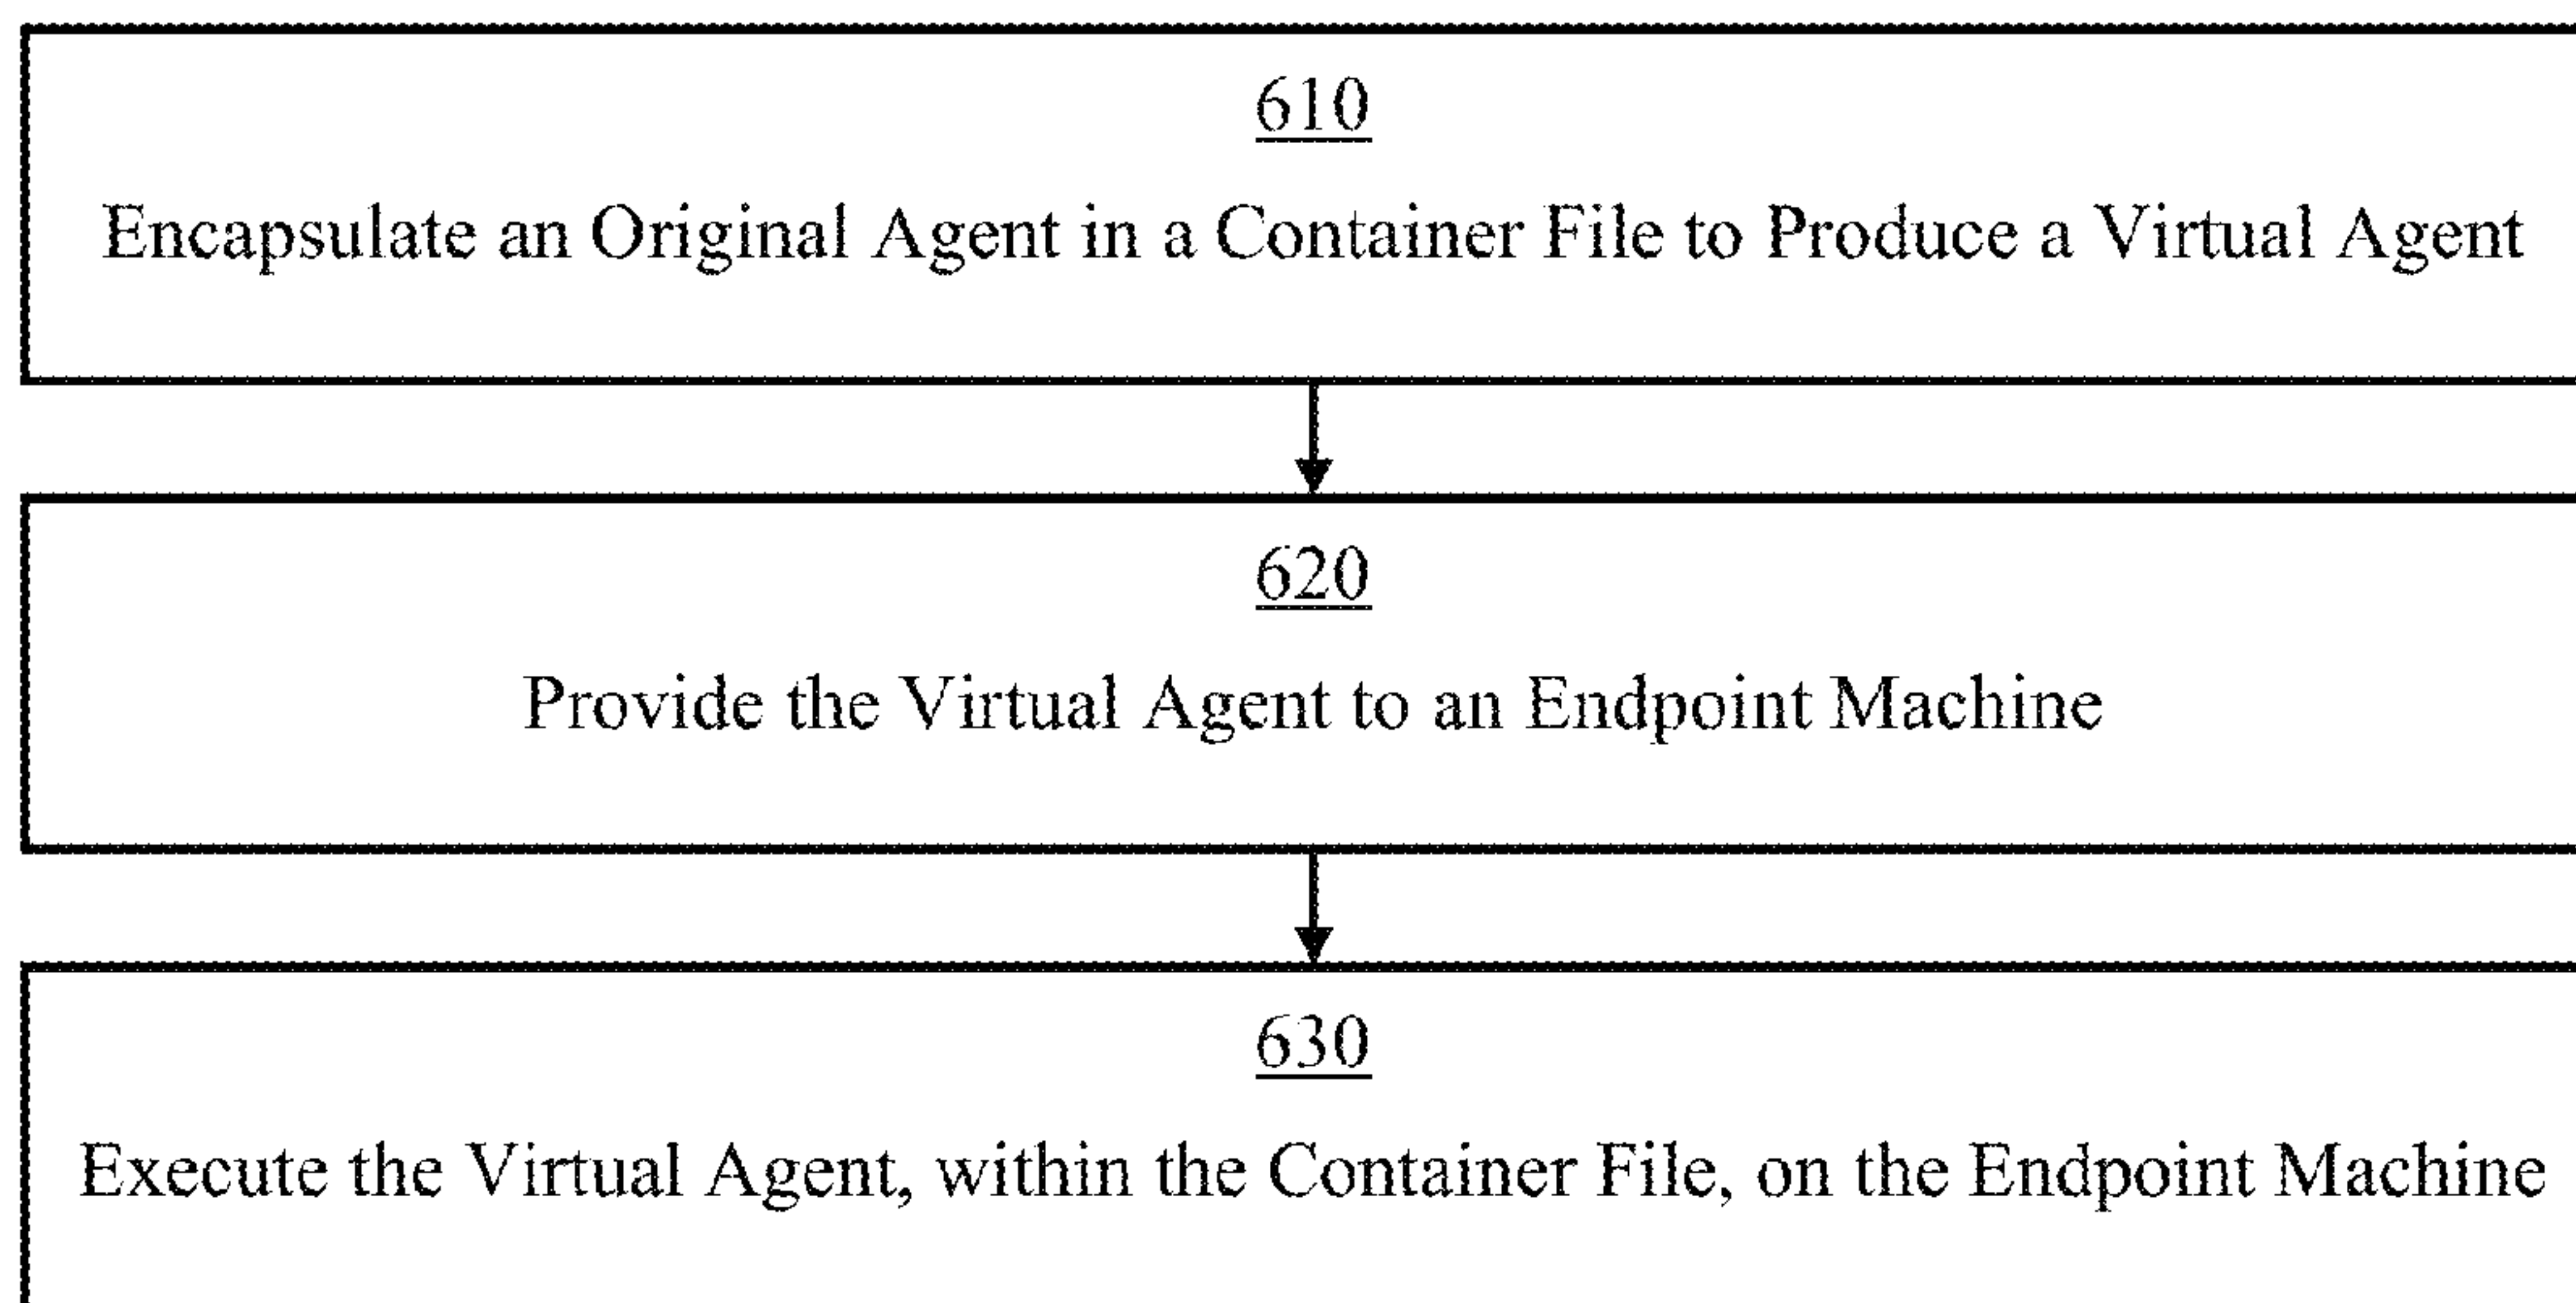 610
Encapsulate an Original Agent in a Container File to Produce a Virtual Agent
620
Provide the Virtual Agent to an Endpoint Machine
630
Execute the Virtual Agent, within the Container File, on the Endpoint Machine